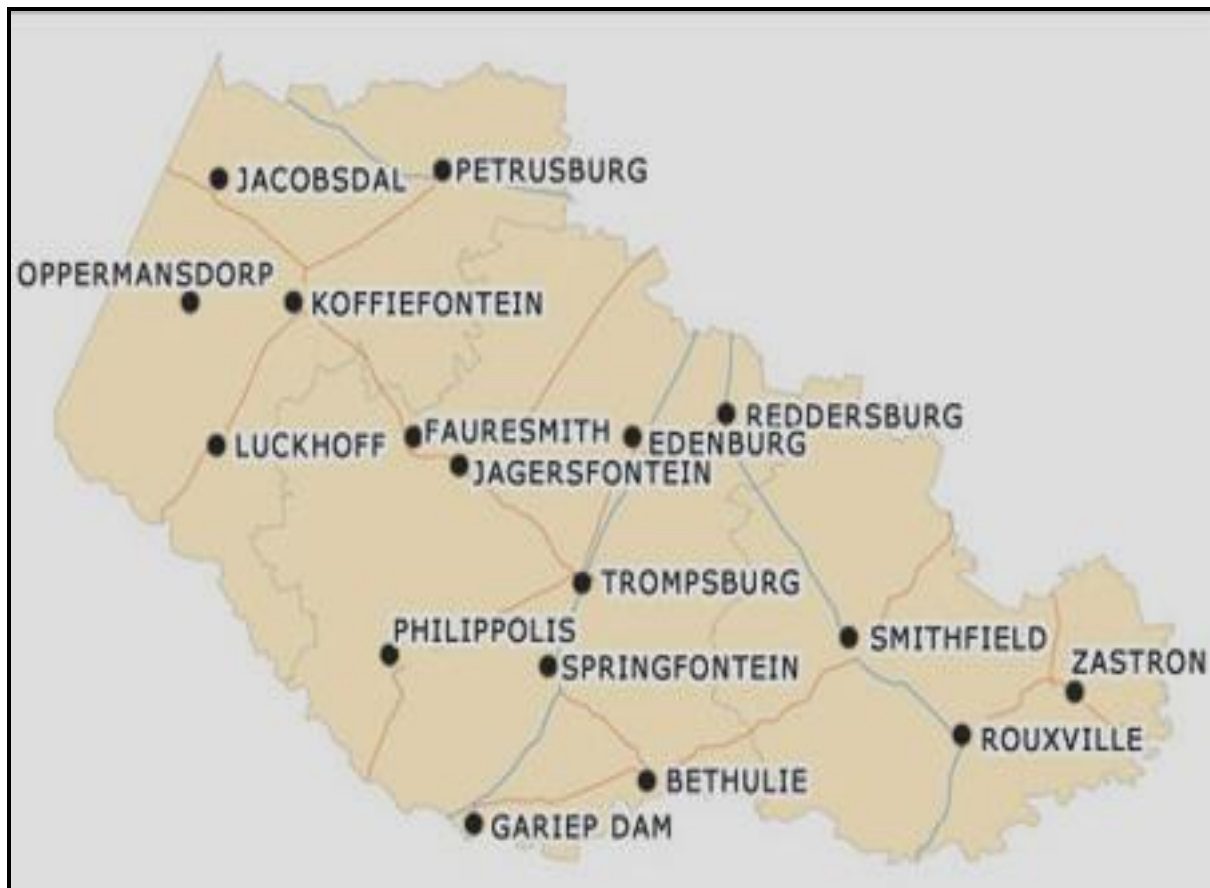 PETRUSBURG
JACOBSDAL
OPPERMANSDORP
KOFFIEFONTEIN
REDDERSBURG
FAURESMITH
EDENBURG
LUCKHOFF
JAGERSFONTEIN
TROMPSBURG
PHILIPPOLIS
SMITHFIELD
SPRINGFONTEIN
ZASTRON
ROUXVILLE
BETHULIE
GARIEP DAM